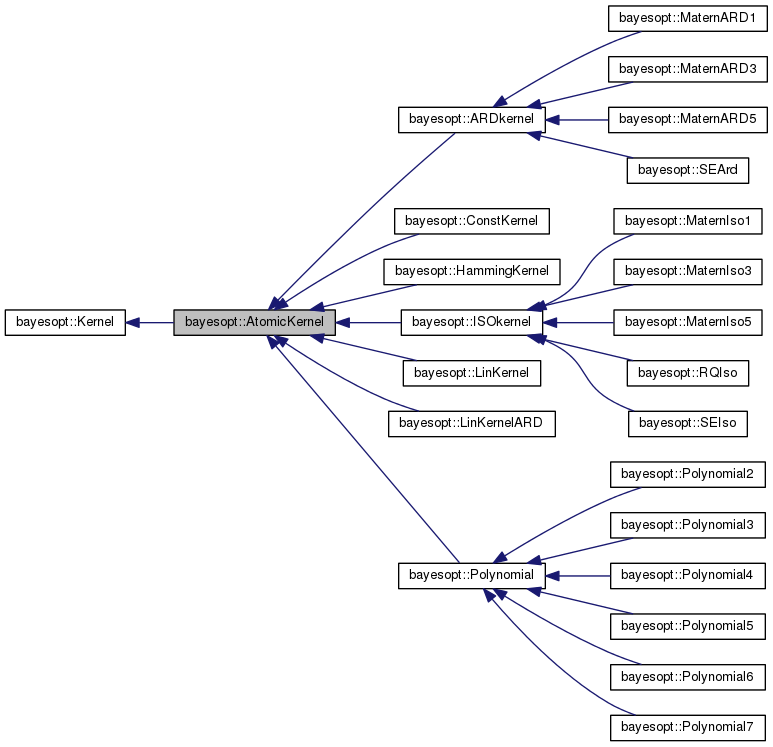 bayesopt::MaternARD1
bayesopt::MaternARD3
bayesopt::ARDkernel
bayesopt::MaternARD5
bayesopt::SEArd
bayesopt::ConstKernel
bayesopt::MaternIso1
bayesopt::HammingKernel
bayesopt::MaternIso3
bayesopt::Kernel
bayesopt::AtomicKernel
bayesopt::ISOkernel
bayesopt::MaternIso5
bayesopt::LinKernel
bayesopt::RQIso
bayesopt::LinKernelARD
bayesopt::SEIso
bayesopt::Polynomial2
bayesopt::Polynomial3
bayesopt::Polynomial
bayesopt::Polynomial4
bayesopt::Polynomial5
bayesopt::Polynomial6
bayesopt::Polynomial7